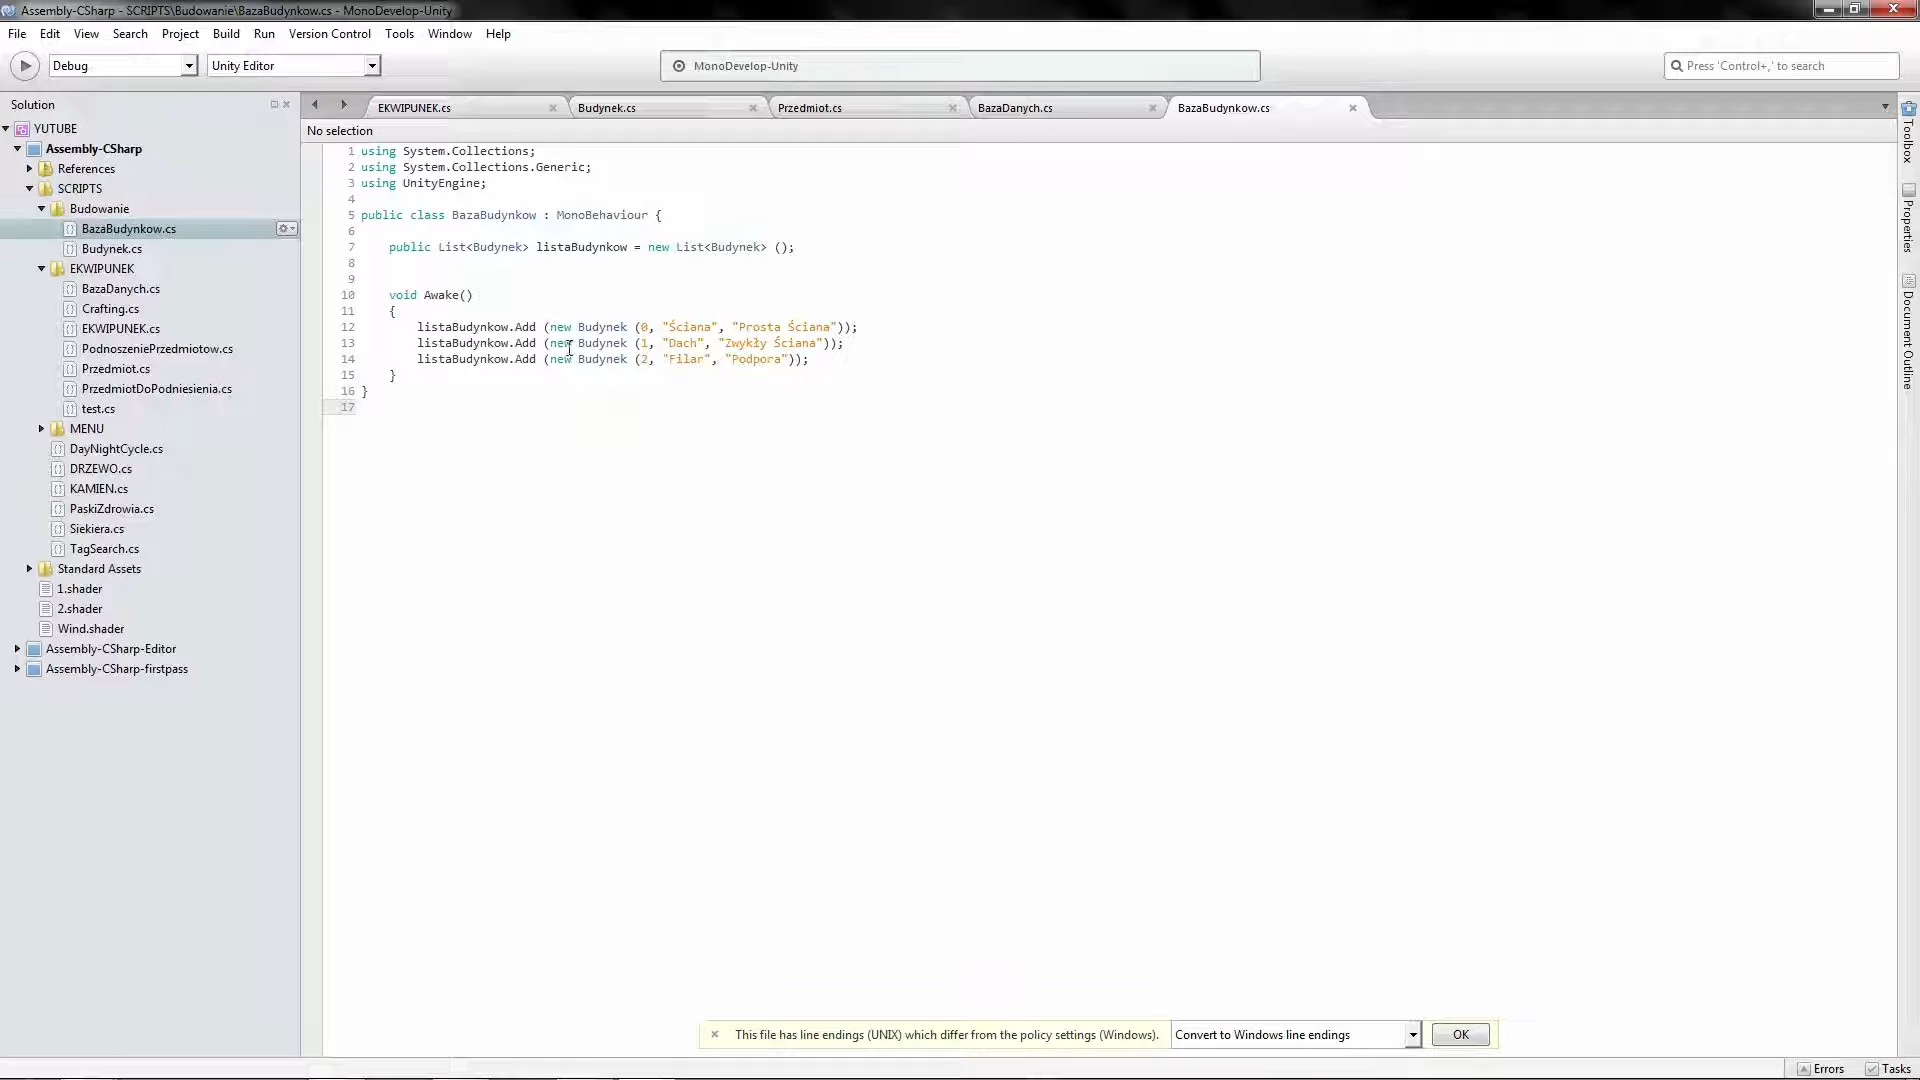 Assembly-CSharp - SCRIPTS\Budowanie\BazaBudynkow.cs - MonoDevelop-Unity
File Edit View Search Project Build Run Version Control Tools Window Help
Debug Unity Editor MonoDevelop-Unity Press 'Control+,' to search
Solution
EKWIPUNEK.cs Budynek.cs Przedmiot.cs BazaDanych.cs BazaBudynkow.cs
No selection
YUTUBE
Assembly-CSharp
References
SCRIPTS
Budowanie
BazaBudynkow.cs
Budynek.cs
EKWIPUNEK
BazaDanych.cs
Crafting.cs
EKWIPUNEK.cs
PodnoszeniePrzedmiotow.cs
Przedmiot.cs
PrzedmiotDoPodniesienia.cs
test.cs
MENU
DayNightCycle.cs
DRZEWO.cs
KAMIEN.cs
PaskiZdrowia.cs
Siekiera.cs
TagSearch.cs
Standard Assets
1.shader
2.shader
Wind.shader
Assembly-CSharp-Editor
Assembly-CSharp-firstpass
1 using System.Collections;
2 using System.Collections.Generic;
3 using UnityEngine;
4
5 public class BazaBudynkow : MonoBehaviour {
6
7 public List<Budynek> listaBudynkow = new List<Budynek> ();
8
9
10 void Awake()
11 {
12 listaBudynkow.Add (new Budynek (0, "Ściana", "Prosta Ściana"));
13 listaBudynkow.Add (new Budynek (1, "Dach", "Zwykły Ściana"));
14 listaBudynkow.Add (new Budynek (2, "Filar", "Podpora"));
15 }
16 }
17
Toolbox
Properties
Document Outline
This file has line endings (UNIX) which differ from the policy settings (Windows). Convert to Windows line endings OK
Errors Tasks